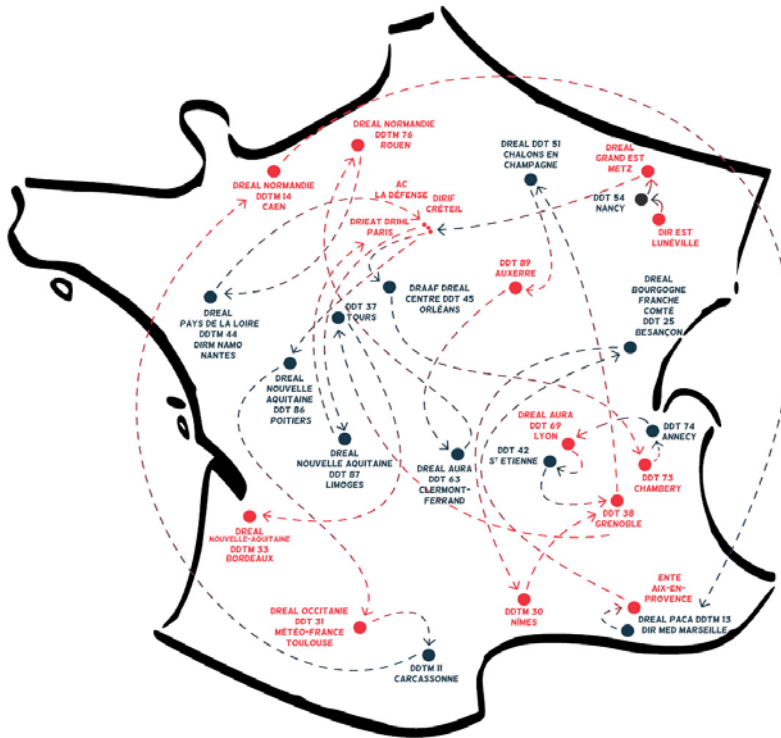 DREAL NORMANDIE
DDTM 76
ROUEN
DREAL DDT 51
CHALONS EN
CHAMPAGNE
DREAL
GRAND EST
METZ
DREAL NORMANDIE
DDTM 14
CAEN
AC
LA DÉFENSE
DIRIF
CRÉTEIL
DRIEAT DRIHL
PARIS
DDT 54
NANCY
DIR EST
LUNÉVILLE
DDT 89
AUXERRE
DRAAF DREAL
CENTRE DDT 45
ORLÉANS
DREAL
BOURGOGNE
FRANCHE
COMTÉ
DDT 25
BESANÇON
DDT 37
TOURS
DREAL
PAYS DE LA LOIRE
DDTM 44
DIRM NAMO
NANTES
DREAL
NOUVELLE
AQUITAINE
DDT 86
POITIERS
DREAL AURA
DDT 69
LYON
DDT 74
ANNECY
DREAL
NOUVELLE AQUITAINE
DDT 87
LIMOGES
DREAL AURA
DDT 63
CLERMONT-
FERRAND
DDT 42
ST ETIENNE
DDT 73
CHAMBERY
DDT 38
GRENOBLE
DREAL
NOUVELLE-AQUITAINE
DDTM 33
BORDEAUX
ENTE
AIX-EN-
PROVENCE
DDTM 30
NÎMES
DREAL PACA DDTM 13
DIR MED MARSEILLE
DREAL OCCITANIE
DDT 31
MÉTÉO-FRANCE
TOULOUSE
DDTM 11
CARCASSONNE